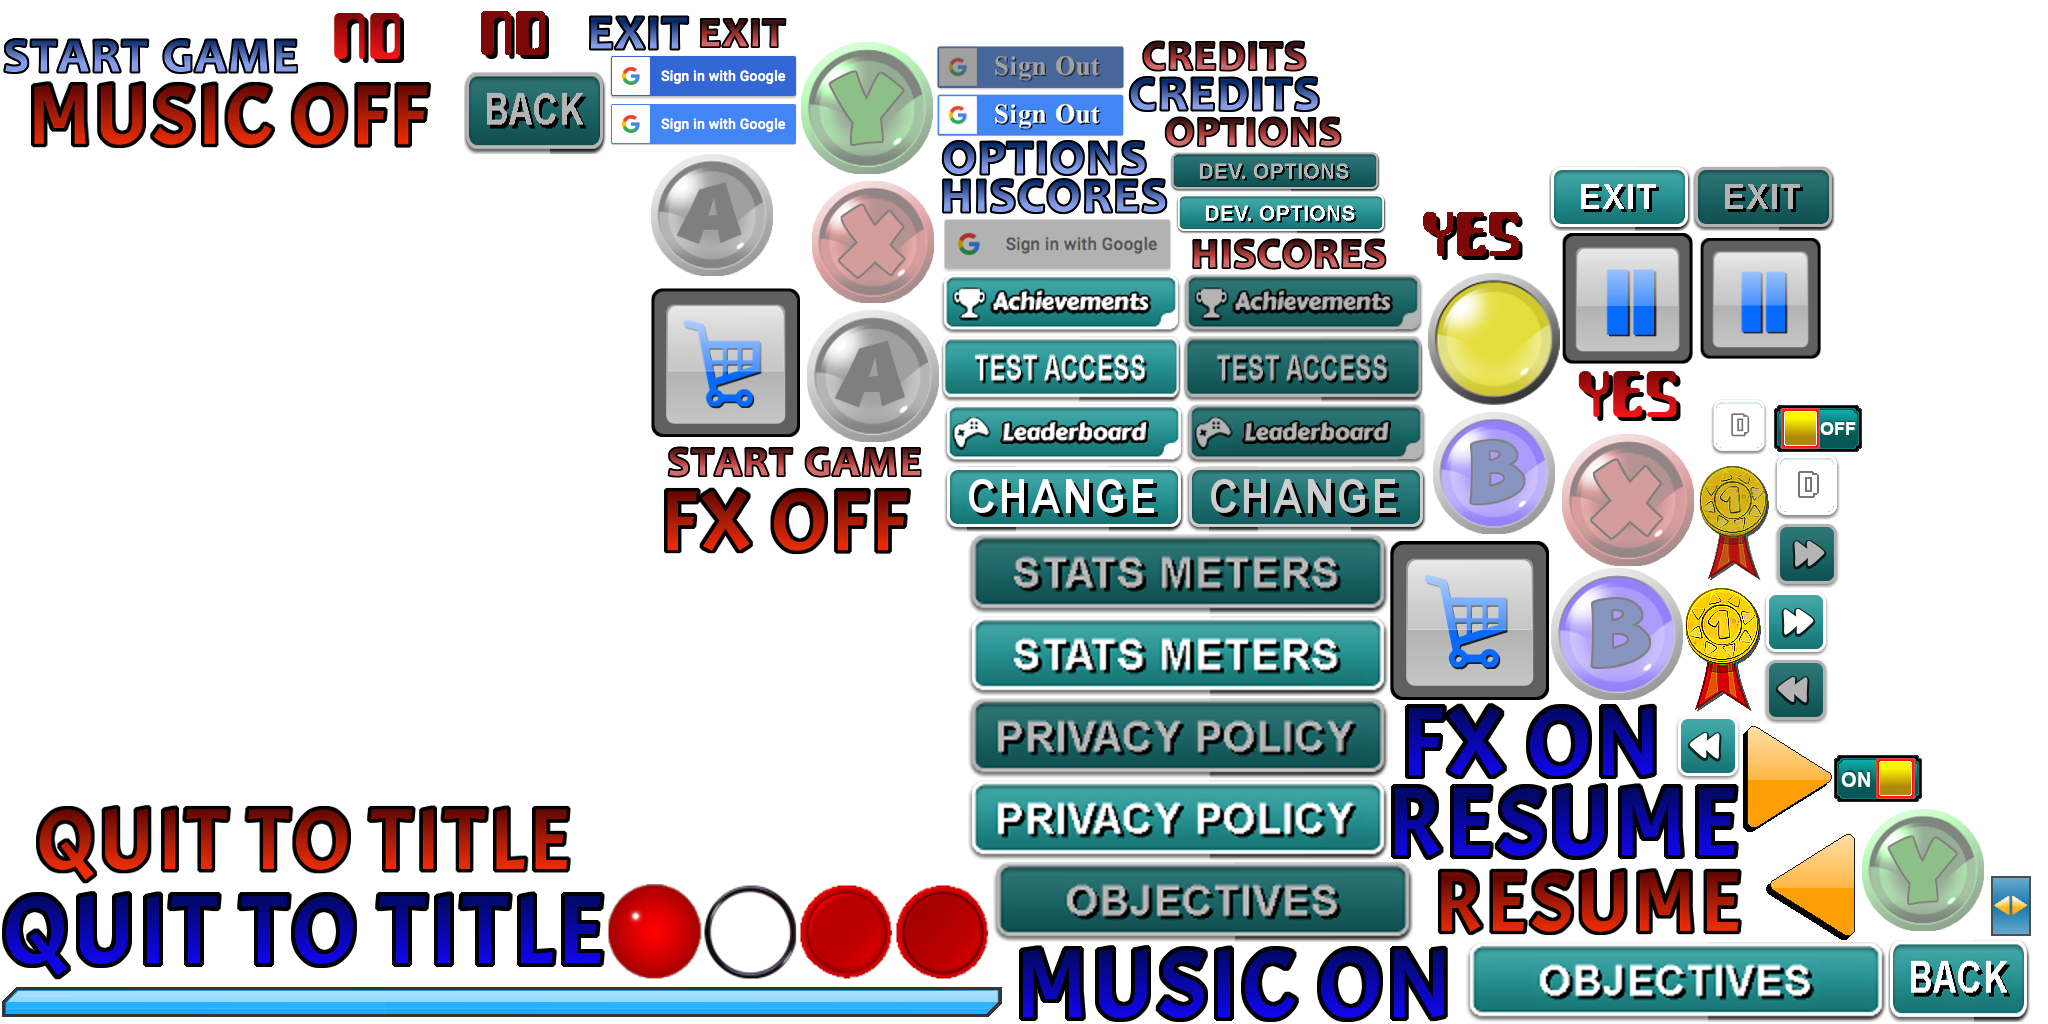 START GAME
NO
NO
EXIT
EXIT
MUSIC OFF
BACK
Sign in with Google
Sign in with Google
Y
Sign Out
Sign Out
CREDITS
CREDITS
OPTIONS
OPTIONS
HISCORES
DEV. OPTIONS
DEV. OPTIONS
EXIT
EXIT
A
X
Sign in with Google
HISCORES
YES
Achievements
Achievements
A
TEST ACCESS
TEST ACCESS
YES
Leaderboard
Leaderboard
D
OFF
START GAME
FX OFF
CHANGE
CHANGE
B
X
1
D
STATS METERS
STATS METERS
B
1
PRIVACY POLICY
PRIVACY POLICY
FX ON
RESUME
ON
QUIT TO TITLE
QUIT TO TITLE
OBJECTIVES
RESUME
Y
MUSIC ON
OBJECTIVES
BACK